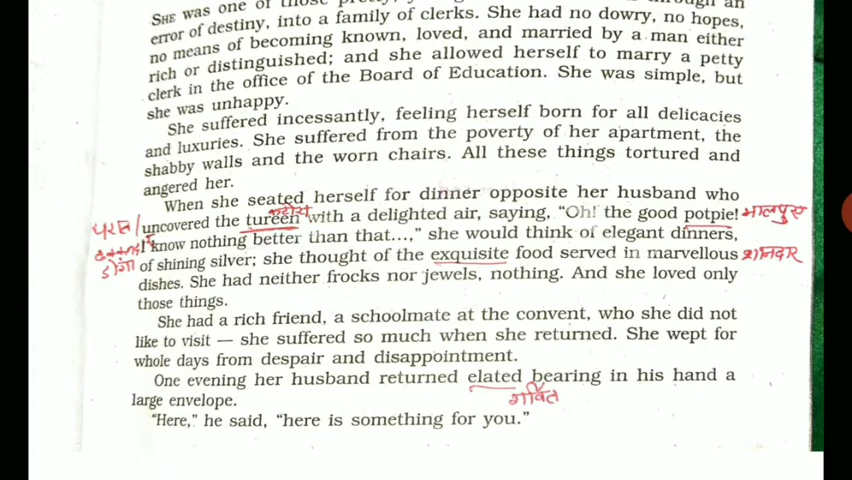 SHE was one of those pretty,
error of destiny, into a family of clerks. She had no dowry, no hopes,
no means of becoming known, loved, and married by a man either
rich or distinguished; and she allowed herself to marry a petty
clerk in the office of the Board of Education. She was simple, but
she was unhappy.
She suffered incessantly, feeling herself born for all delicacies
and luxuries. She suffered from the poverty of her apartment, the
shabby walls and the worn chairs. All these things tortured and
angered her.
When she seated herself for dinner opposite her husband who
uncovered the tureen with a delighted air, saying, “Oh! the good potpie!
I know nothing better than that...,” she would think of elegant dinners,
of shining silver; she thought of the exquisite food served in marvellous
dishes. She had neither frocks nor jewels, nothing. And she loved only
those things.
She had a rich friend, a schoolmate at the convent, who she did not
like to visit — she suffered so much when she returned. She wept for
whole days from despair and disappointment.
One evening her husband returned elated bearing in his hand a
गर्वित
large envelope.
“Here,” he said, “here is something for you.”